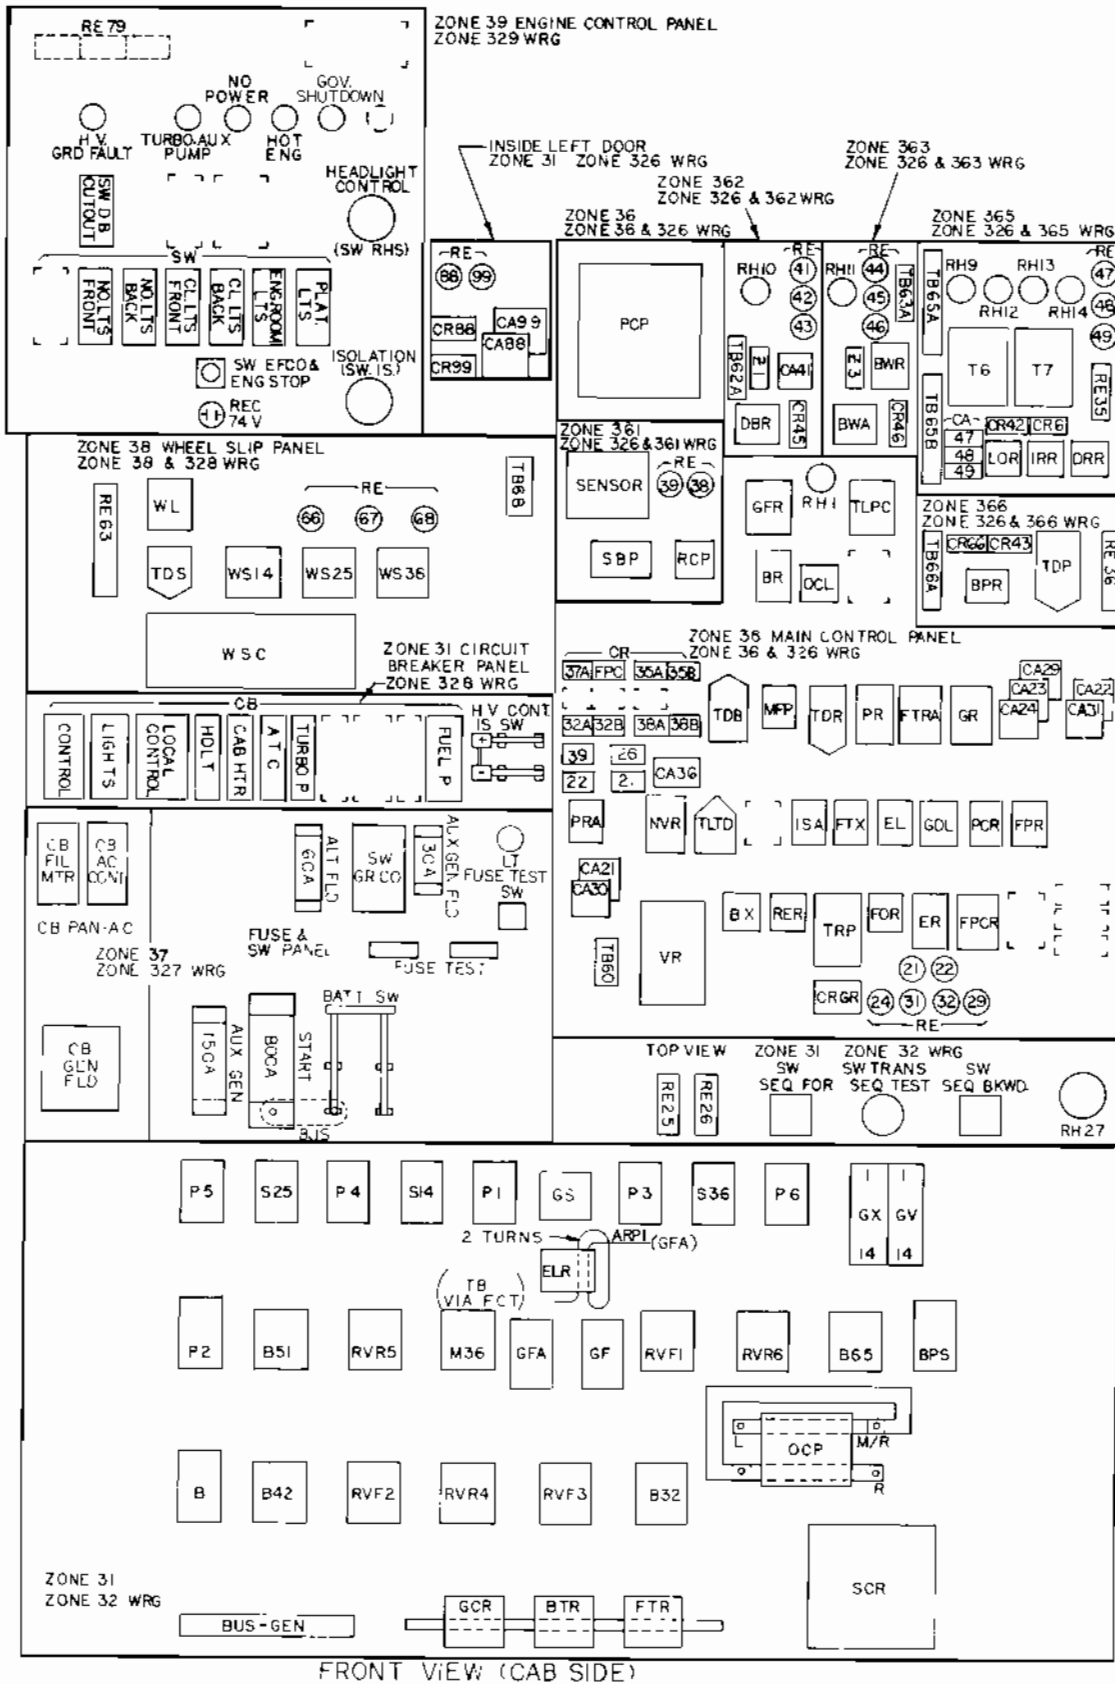 RE79
ZONE 39 ENGINE CONTROL PANEL
ZONE 329 WRG
NO POWER
GOV. SHUTDOWN
H.V. GRD FAULT
TURBO AUX PUMP
HOT ENG
SW DB CUTOUT
HEADLIGHT CONTROL
(SW RHS)
SW
NO. LTS FRONT
NO. LTS BACK
CL. LTS FRONT
CL. LTS BACK
ENG-ROOM LTS
PLAT. LTS
SW EFCO & ENG STOP
ISOLATION (SW. IS.)
REC 74 V
INSIDE LEFT DOOR
ZONE 31 ZONE 326 WRG
RE
88 99
CR88
CA99
CA88
CR99
ZONE 36
ZONE 36 & 326 WRG
PCP
ZONE 362
ZONE 326 & 362 WRG
RE
RH10
41
42
43
TB62A
CA41
DBR
CR45
ZONE 363
ZONE 326 & 363 WRG
RE
RH11
44
45
46
TB63A
BWR
BWA
CR46
ZONE 365
ZONE 326 & 365 WRG
RE
TB65A
RH9
RH12
RH13
RH14
47
48
49
T6
T7
RE35
TB65B
CA
47
48
49
CR42
CR6
LOR
IRR
DRR
ZONE 38 WHEEL SLIP PANEL
ZONE 38 & 328 WRG
RE63
WL
RE
66 67 68
TB68
TDS
WS14
WS25
WS36
WSC
ZONE 361
ZONE 326 & 361 WRG
SENSOR
RE
39 38
SBP
RCP
GFR
RH1
TLPC
BR
OCL
ZONE 366
ZONE 326 & 366 WRG
TB66A
CR66
CR43
BPR
TDP
RE36
ZONE 31 CIRCUIT BREAKER PANEL
ZONE 328 WRG
CB
CONTROL
LIGHTS
LOCAL CONTROL
HDLT
CAB HTR
A T C
TURBO P
FUEL P
H.V CONT. IS SW
+
-
ZONE 36 MAIN CONTROL PANEL
ZONE 36 & 326 WRG
CR
37A FPC 35A 35B
32A 32B 38A 38B
39 26
22 2.
CA36
TDB
MFP
TDR
PR
FTRA
GR
CA29
CA23
CA24
CA22
CA31
PRA
NVR
TLTD
ISA
FTX
EL
GOL
PCR
FPR
CA21
CA30
TB60
VR
BX
RER
TRP
FOR
ER
FPCR
21 22
CRGR
24 31 32 29
RE
CB FIL MTR
CB AC CONT
CB PAN-AC
ALT FLD
60A
SW GR CO
AUX GEN FLD
30A
LT FUSE TEST
SW
FUSE & SW PANEL
FUSE TEST
ZONE 37
ZONE 327 WRG
CB GEN FLD
AUX GEN
150A
START
800A
BATT SW
BUS
TOP VIEW ZONE 31 ZONE 32 WRG
RE25
RE26
SW SEQ FOR
SW TRANS SEQ TEST
SW SEQ BKWD.
RH27
P5 S25 P4 S14 P1 GS P3 S36 P6
1 1
GX GV
14 14
2 TURNS
ARP1 (GFA)
ELR
(TB VIA FCT)
P2 B51 RVR5 M36 GFA GF RVF1 RVR6 B65 BPS
L OCP M/R
R
B B42 RVF2 RVR4 RVF3 B32
SCR
ZONE 31
ZONE 32 WRG
BUS-GEN
GCR BTR FTR
FRONT VIEW (CAB SIDE)